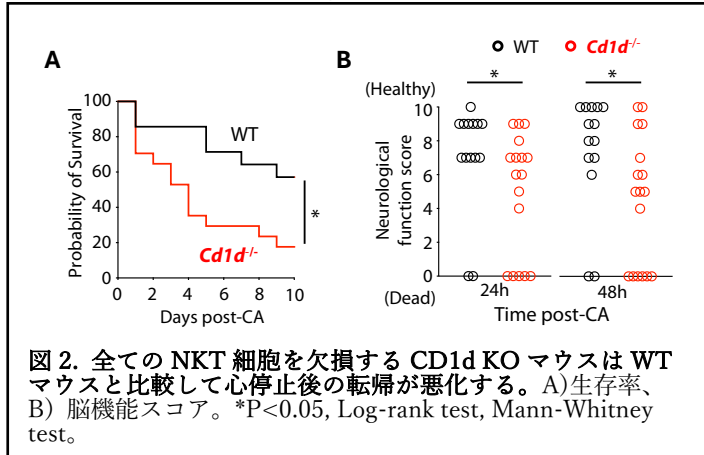 WT Cd1d-/-
A
B
Probability of Survival
100
80
60
40
20
0
WT
Cd1d-/-
*
0 2 4 6 8 10
Days post-CA
(Healthy)
* *
Neurological
function score
10
8
6
4
2
0
(Dead)
24h 48h
Time post-CA
図 2. 全ての NKT 細胞を欠損する CD1d KO マウスは WT
マウスと比較して心停止後の転帰が悪化する。A)生存率、
B) 脳機能スコア。*P<0.05, Log-rank test, Mann-Whitney
test。